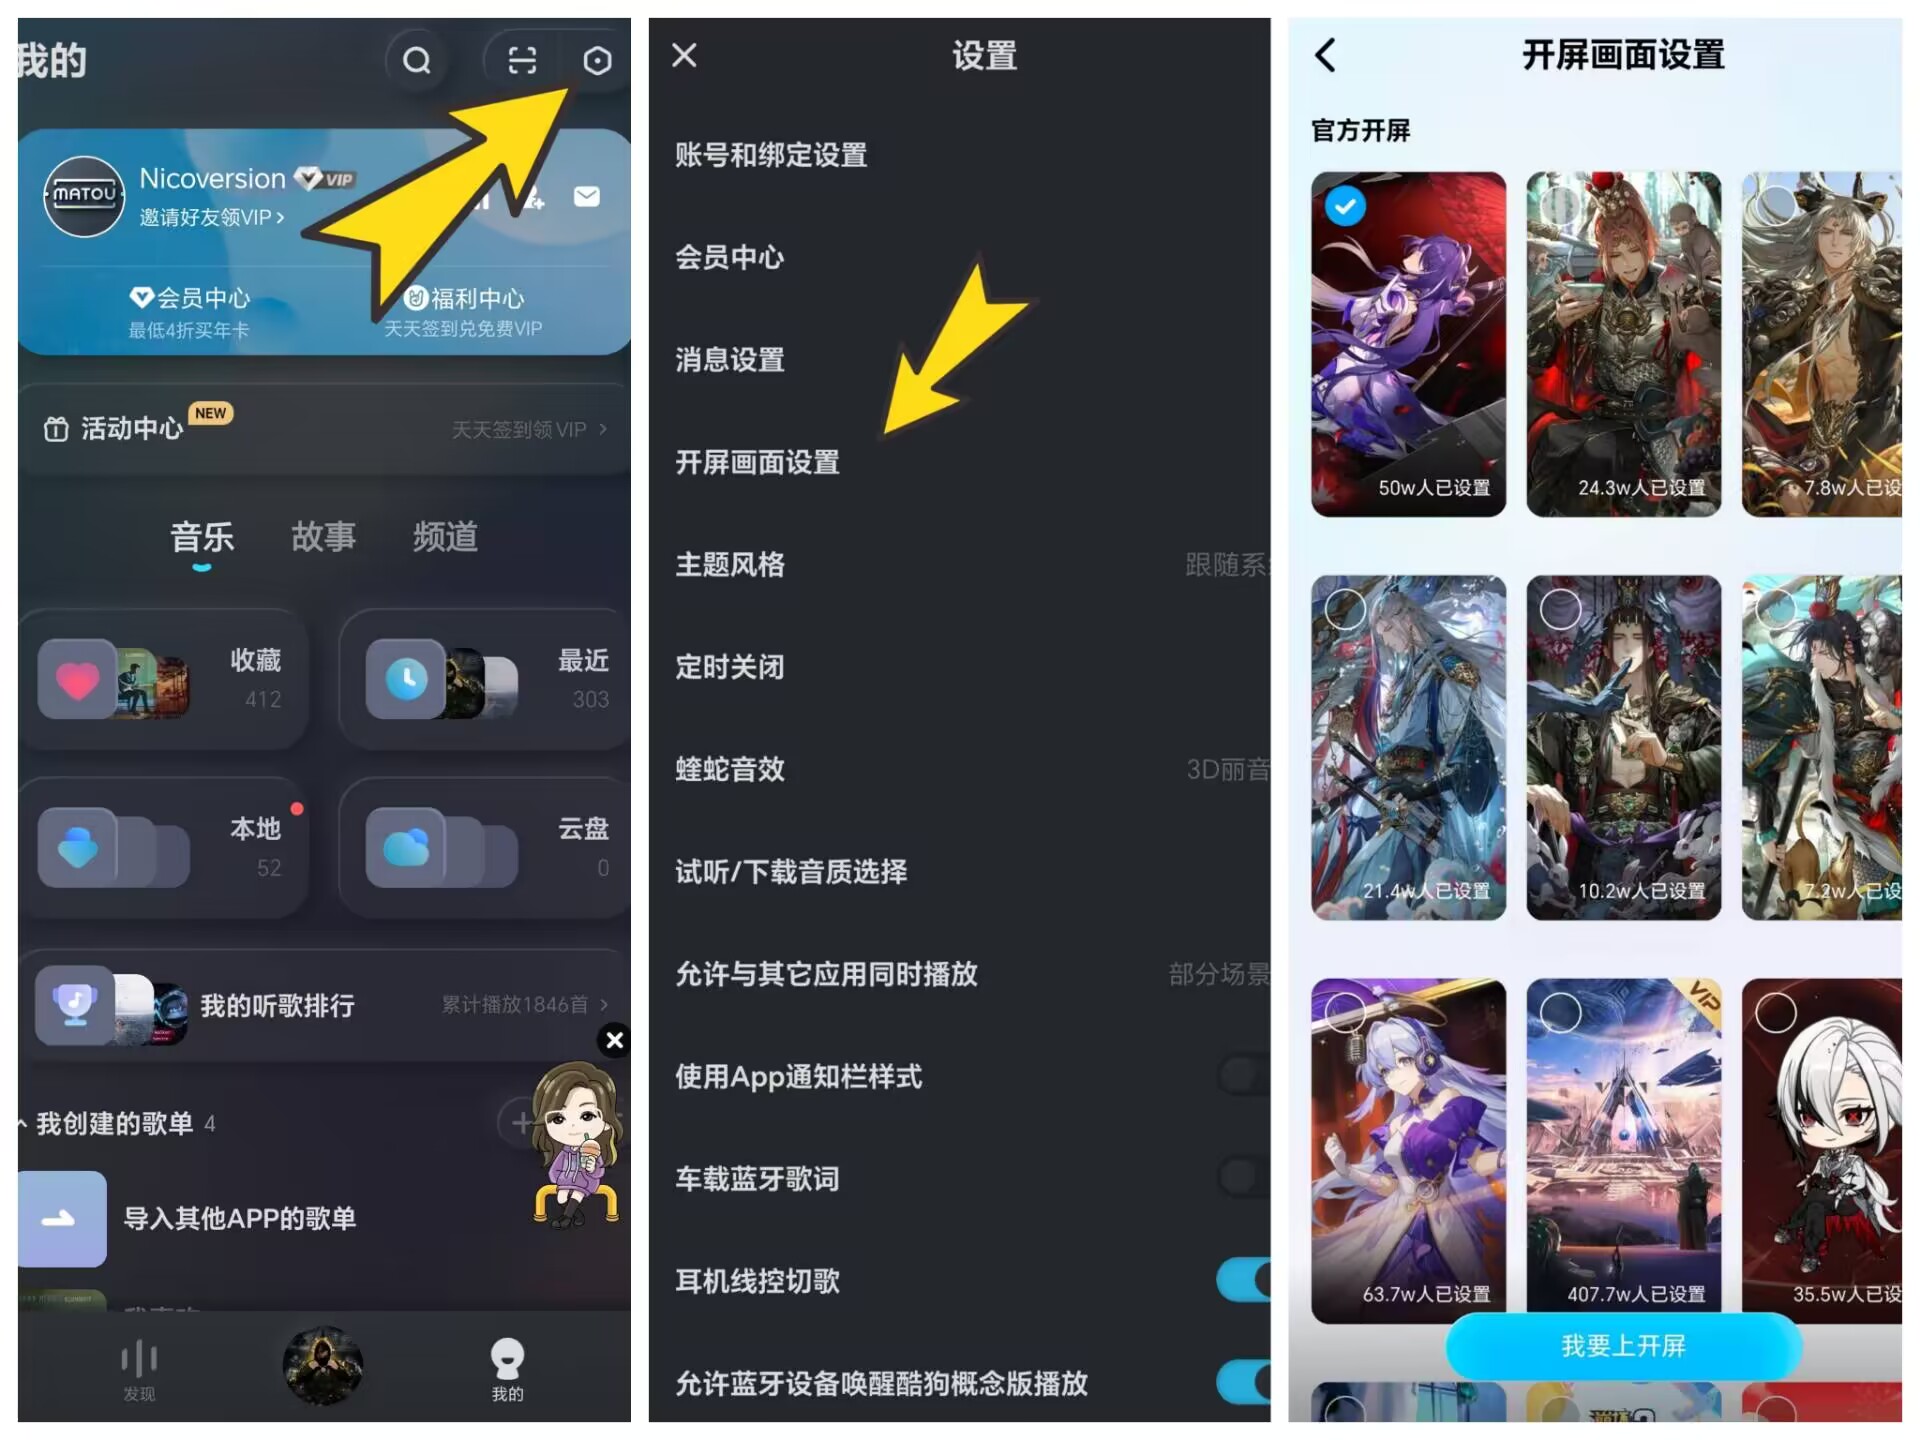 我的
Nicoversion VIP
MATOU
邀请好友领VIP
会员中心
最低4折买年卡
福利中心
天天签到兑免费VIP
活动中心 NEW
天天签到领VIP
音乐 故事 频道
收藏
412
最近
303
本地
52
云盘
0
我的听歌排行 累计播放1846首
我创建的歌单 4
导入其他APP的歌单
发现
我的
设置
账号和绑定设置
会员中心
消息设置
开屏画面设置
主题风格 跟随系
定时关闭
蝰蛇音效 3D丽音
试听/下载音质选择
允许与其它应用同时播放 部分场景
使用App通知栏样式
车载蓝牙歌词
耳机线控切歌
允许蓝牙设备唤醒酷狗概念版播放
开屏画面设置
官方开屏
50w人已设置
24.3w人已设置
7.8w人已设
21.4w人已设置
10.2w人已设置
7.2w人已设
VIP
63.7w人已设置
407.7w人已设置
35.5w人已设
我要上开屏